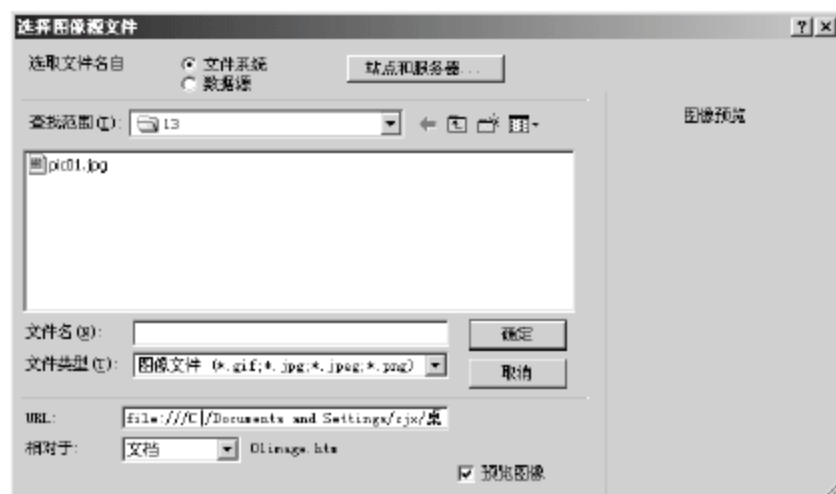 选择图像源文件
选取文件名自
文件系统
站点和服务器...
数据源
查找范围(I):
13
图像预览
pic01.jpg
文件名(N):
确定
文件类型(T):
图像文件 (*.gif;*.jpg;*.jpeg;*.png)
取消
URL:
file:///C|/Documents and Settings/cjx/桌
相对于:
文档
01image.htm
预览图像